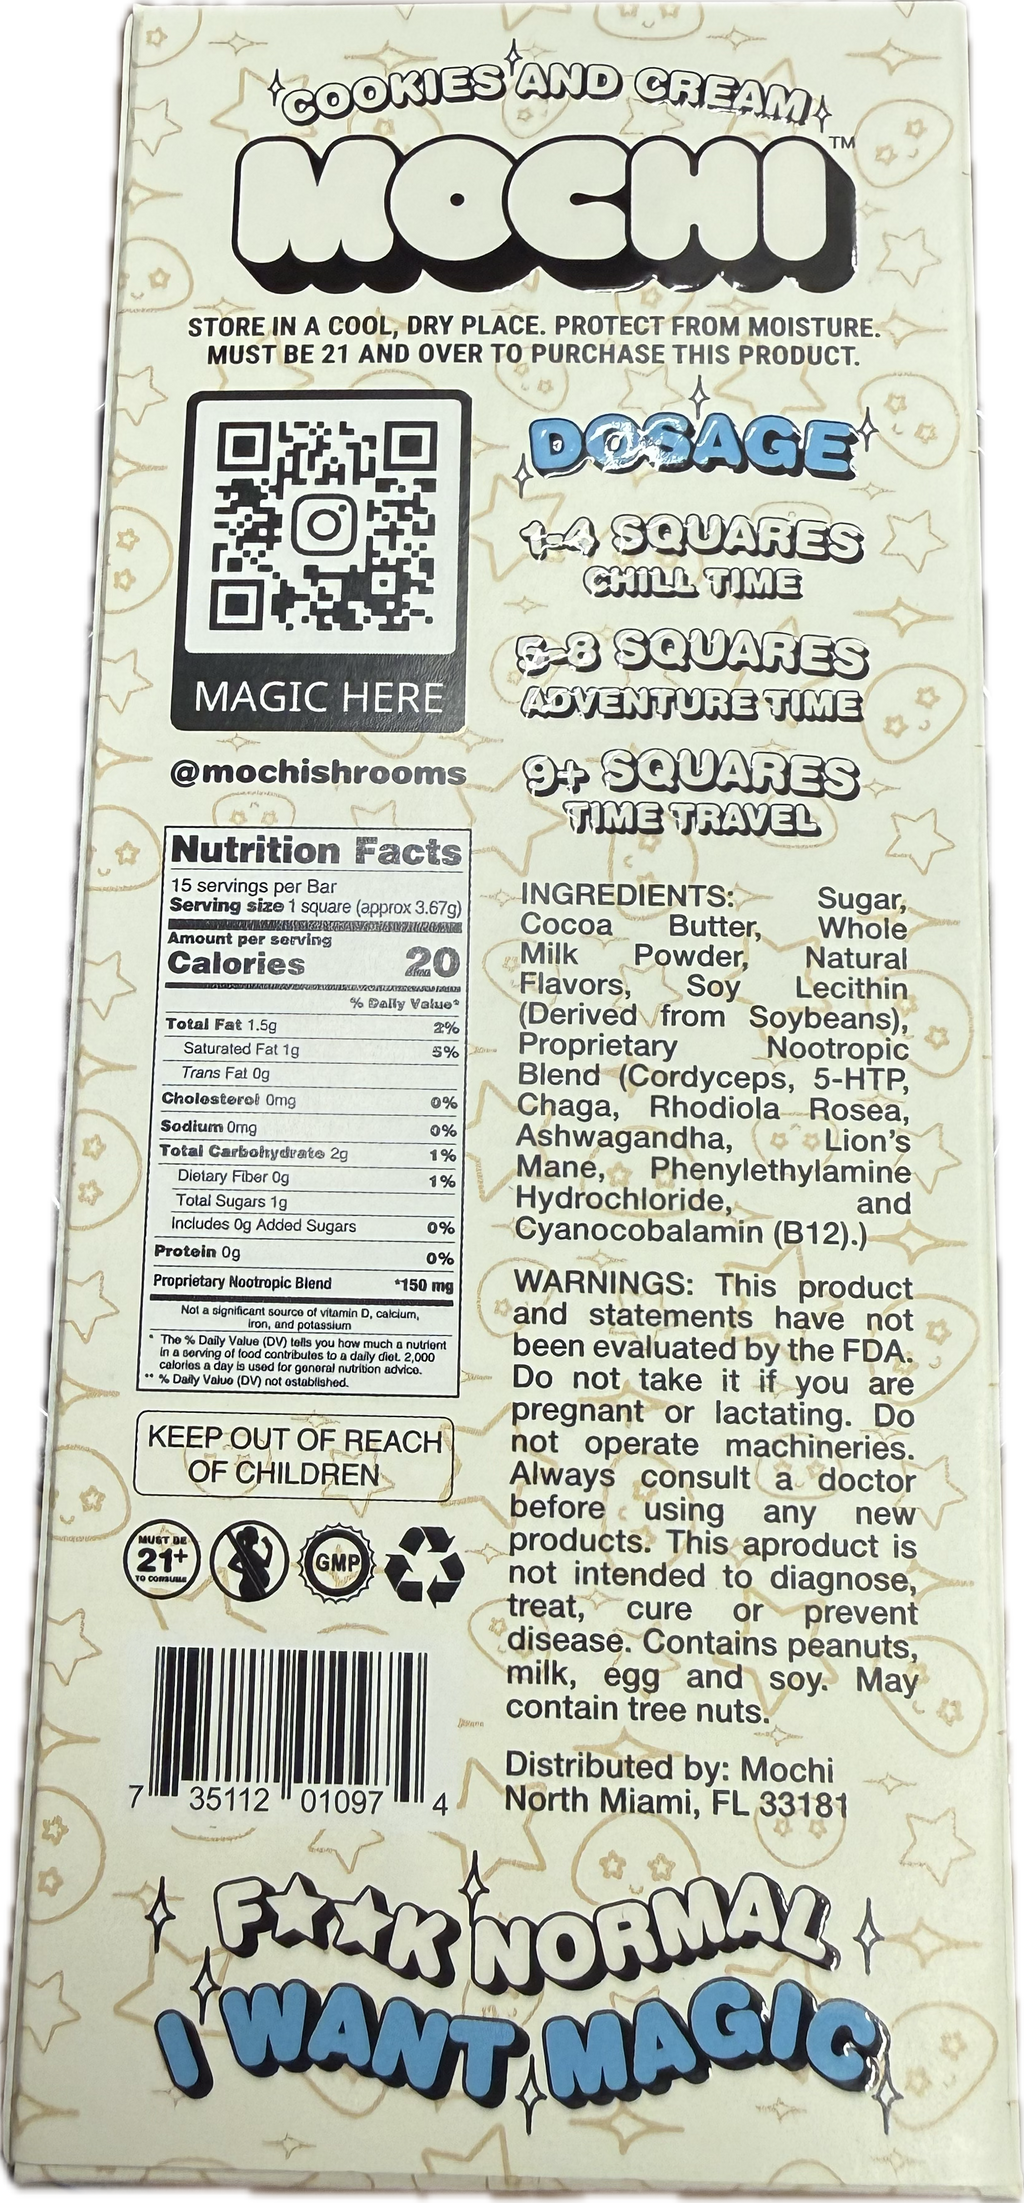 COOKIES AND CREAM
MOCHI™
STORE IN A COOL, DRY PLACE. PROTECT FROM MOISTURE.
MUST BE 21 AND OVER TO PURCHASE THIS PRODUCT.
MAGIC HERE
@mochishrooms
DOSAGE
1-4 SQUARES
CHILL TIME
5-8 SQUARES
ADVENTURE TIME
9+ SQUARES
TIME TRAVEL
Nutrition Facts
15 servings per Bar
Serving size 1 square (approx 3.67g)
Amount per serving
Calories 20
% Daily Value*
Total Fat 1.5g 2%
Saturated Fat 1g 5%
Trans Fat 0g
Cholesterol 0mg 0%
Sodium 0mg 0%
Total Carbohydrate 2g 1%
Dietary Fiber 0g 1%
Total Sugars 1g
Includes 0g Added Sugars 0%
Protein 0g 0%
Proprietary Nootropic Blend *150 mg
Not a significant source of vitamin D, calcium,
iron, and potassium
* The % Daily Value (DV) tells you how much a nutrient
in a serving of food contributes to a daily diet. 2,000
calories a day is used for general nutrition advice.
** % Daily Value (DV) not established.
KEEP OUT OF REACH
OF CHILDREN
MUST BE
21+
TO CONSUME
GMP
7 35112 01097 4
INGREDIENTS: Sugar,
Cocoa Butter, Whole
Milk Powder, Natural
Flavors, Soy Lecithin
(Derived from Soybeans),
Proprietary Nootropic
Blend (Cordyceps, 5-HTP,
Chaga, Rhodiola Rosea,
Ashwagandha, Lion's
Mane, Phenylethylamine
Hydrochloride, and
Cyanocobalamin (B12).)
WARNINGS: This product
and statements have not
been evaluated by the FDA.
Do not take it if you are
pregnant or lactating. Do
not operate machineries.
Always consult a doctor
before using any new
products. This aproduct is
not intended to diagnose,
treat, cure or prevent
disease. Contains peanuts,
milk, egg and soy. May
contain tree nuts.
Distributed by: Mochi
North Miami, FL 33181
F★★K NORMAL
I WANT MAGIC